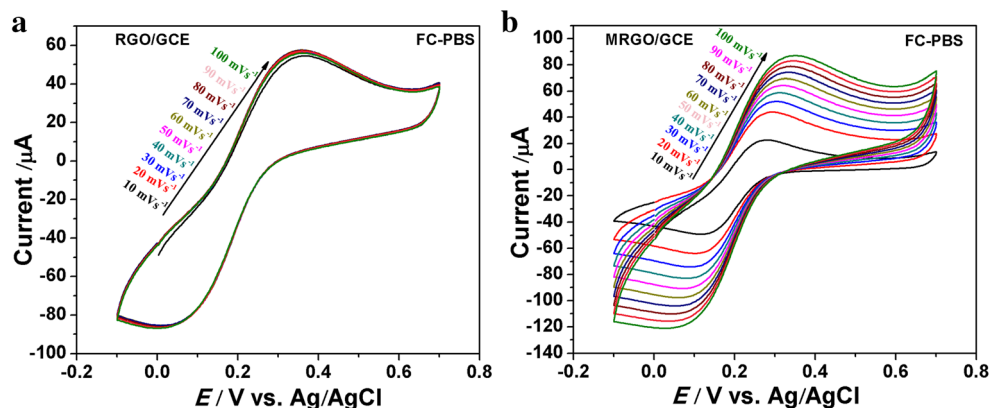 a
RGO/GCE
FC-PBS
100 mVs⁻¹
90 mVs⁻¹
80 mVs⁻¹
70 mVs⁻¹
60 mVs⁻¹
50 mVs⁻¹
40 mVs⁻¹
30 mVs⁻¹
20 mVs⁻¹
10 mVs⁻¹
60
40
20
0
-20
-40
-60
-80
-100
Current /μA
-0.2 0.0 0.2 0.4 0.6 0.8
E / V vs. Ag/AgCl
b
MRGO/GCE
FC-PBS
100 mVs⁻¹
90 mVs⁻¹
80 mVs⁻¹
70 mVs⁻¹
60 mVs⁻¹
50 mVs⁻¹
40 mVs⁻¹
30 mVs⁻¹
20 mVs⁻¹
10 mVs⁻¹
100
80
60
40
20
0
-20
-40
-60
-80
-100
-120
-140
Current /μA
-0.2 0.0 0.2 0.4 0.6 0.8
E / V vs. Ag/AgCl